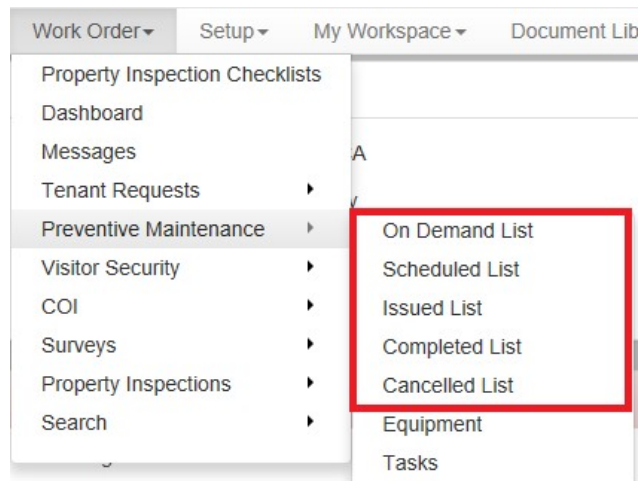 Work Order Setup My Workspace Document Lib
Property Inspection Checklists
Dashboard
Messages
Tenant Requests
Preventive Maintenance
Visitor Security
COI
Surveys
Property Inspections
Search
On Demand List
Scheduled List
Issued List
Completed List
Cancelled List
Equipment
Tasks